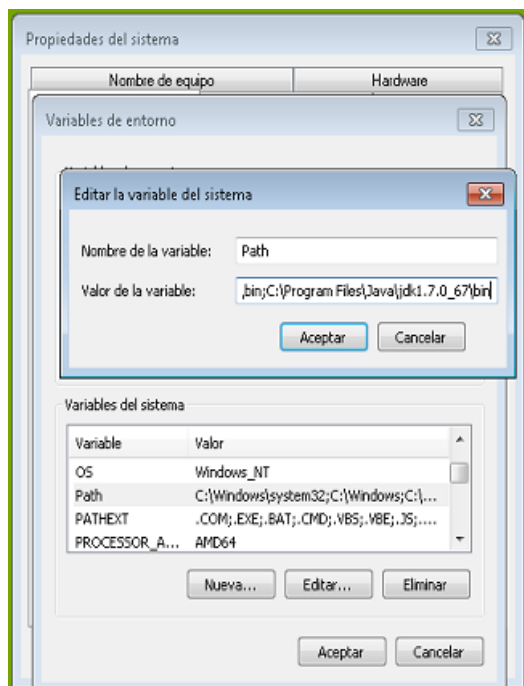 Propiedades del sistema
Nombre de equipo Hardware
Variables de entorno
Editar la variable del sistema
Nombre de la variable: Path
Valor de la variable: ,bin;C:\Program Files\Java\jdk1.7.0_67\bin
Aceptar Cancelar
Variables del sistema
Variable Valor
OS Windows_NT
Path C:\Windows\system32;C:\Windows;C:\...
PATHEXT .COM;.EXE;.BAT;.CMD;.VBS;.VBE;.JS;....
PROCESSOR_A... AMD64
Nueva... Editar... Eliminar
Aceptar Cancelar